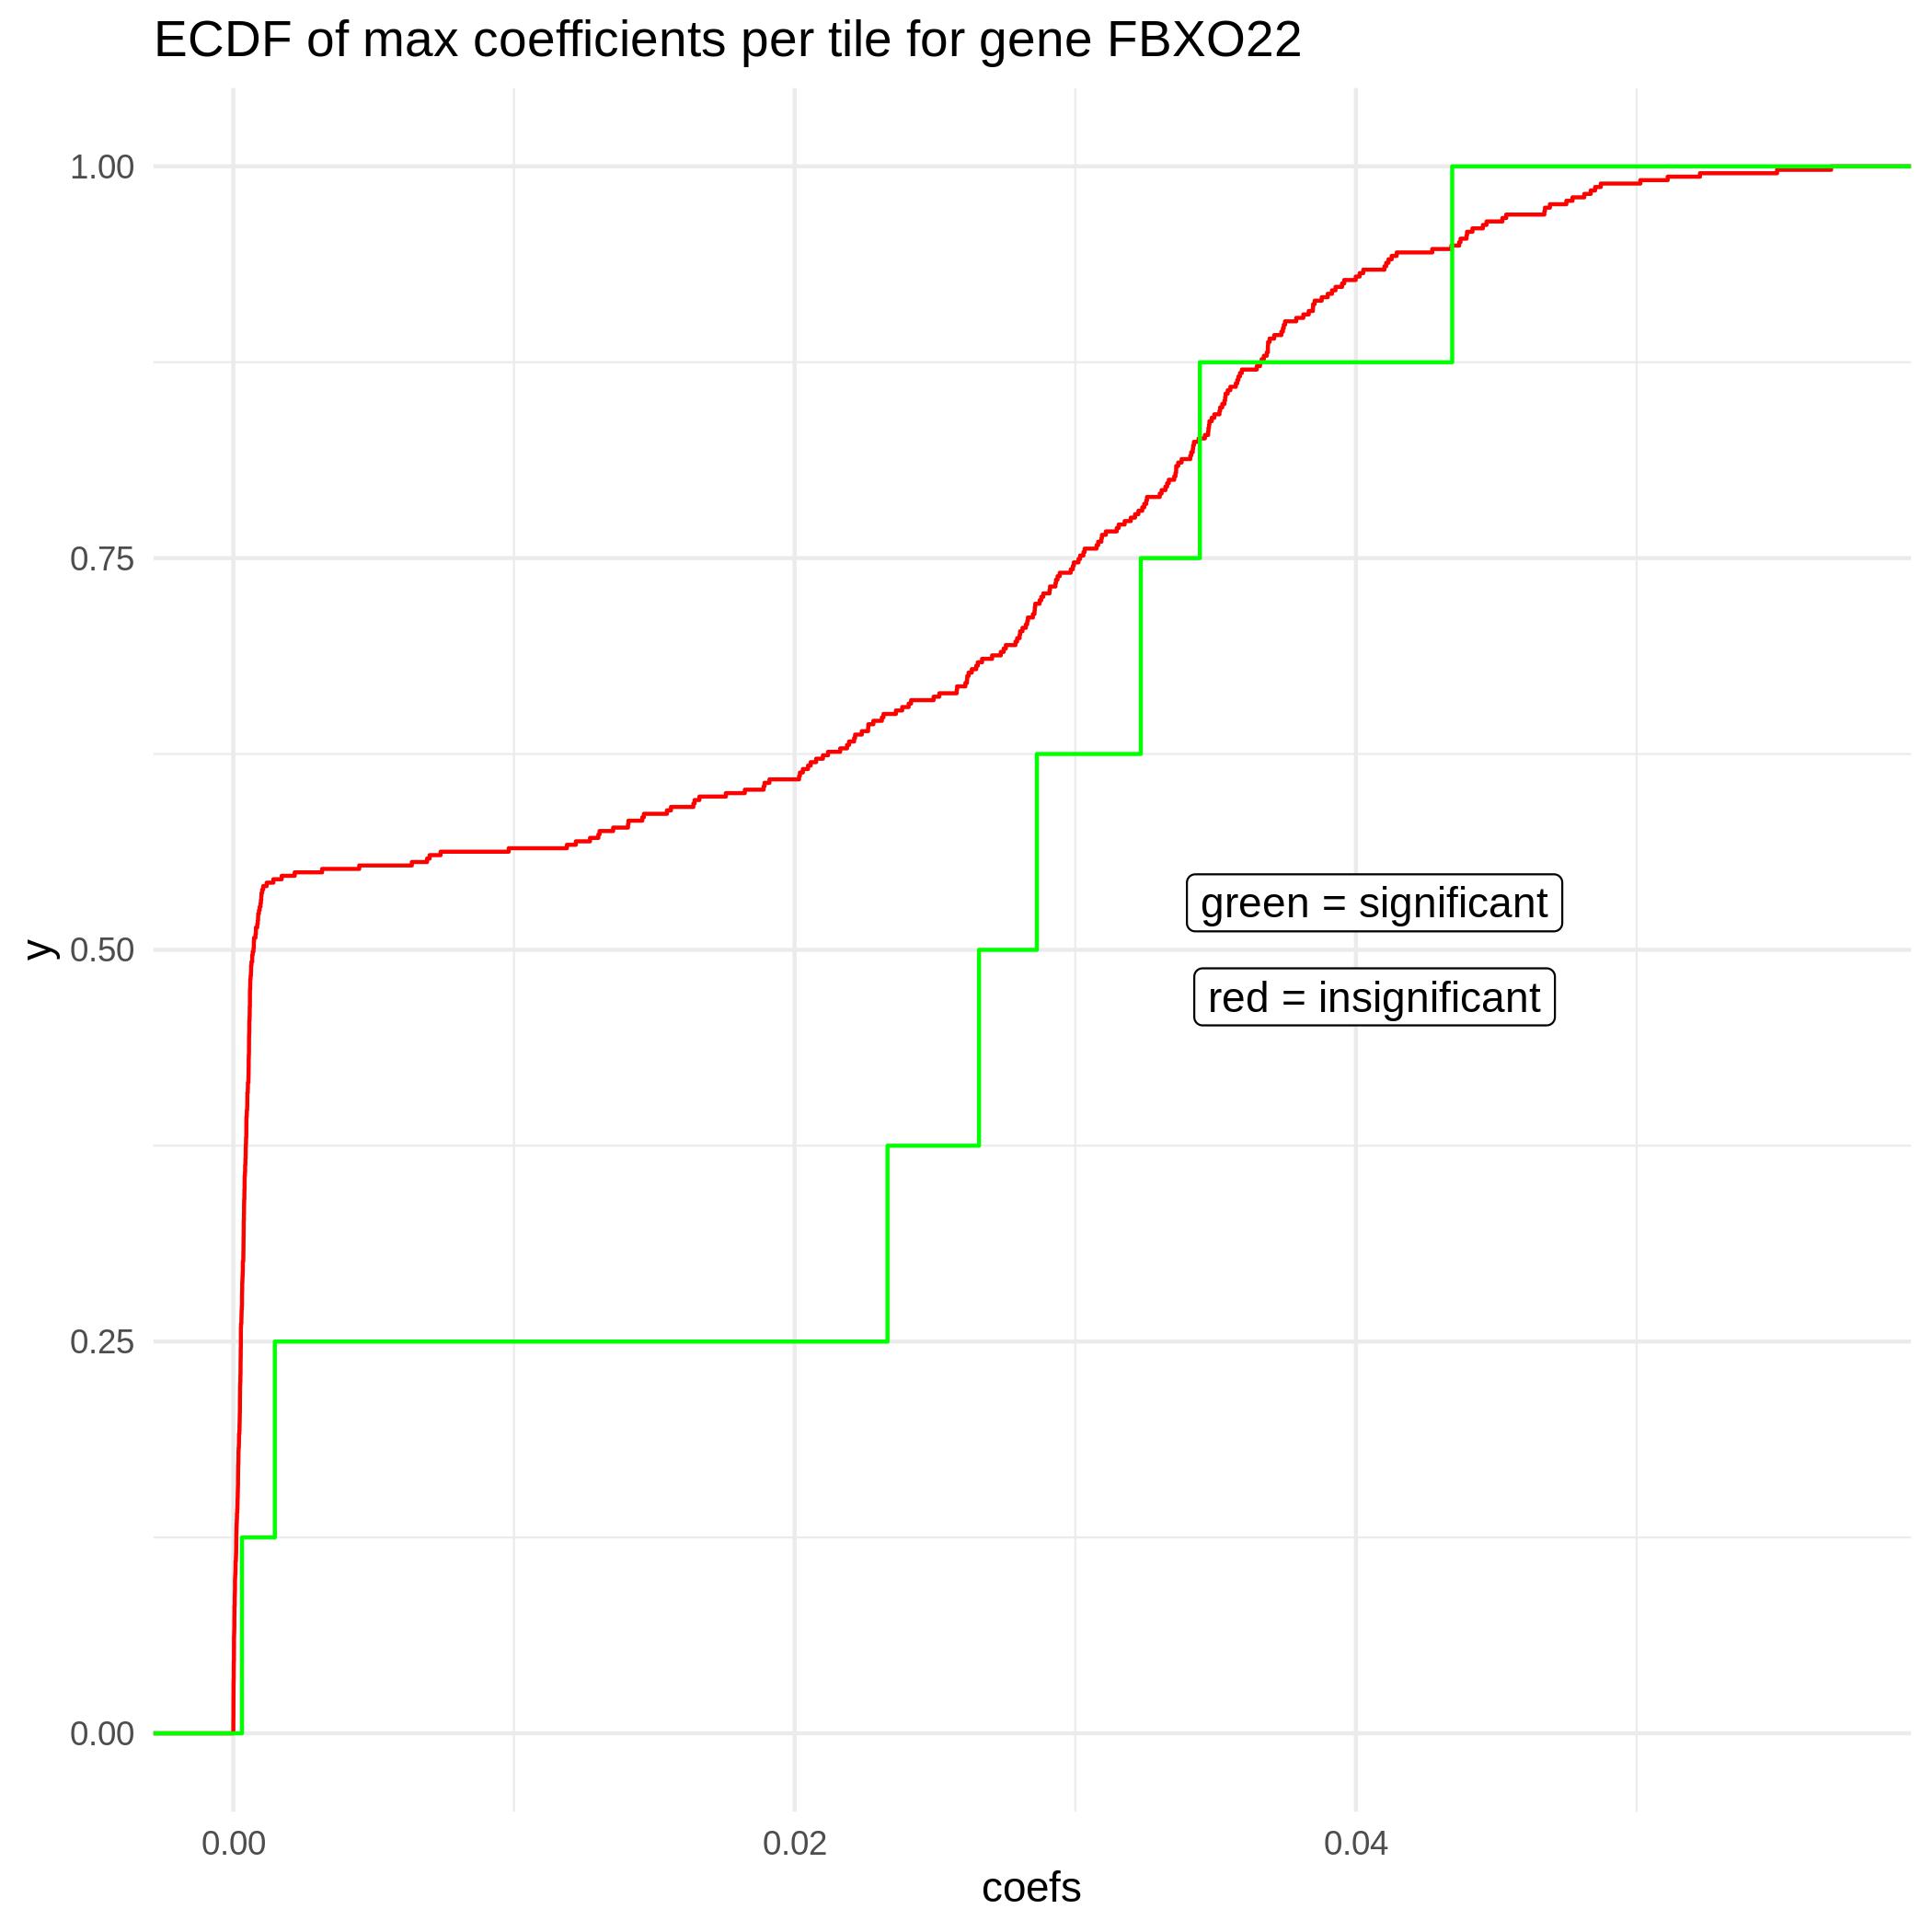 ECDF of max coefficients per tile for gene FBXO22
1.00
0.75
0.50
0.25
0.00
y
green = significant
red = insignificant
0.00
0.02
0.04
coefs